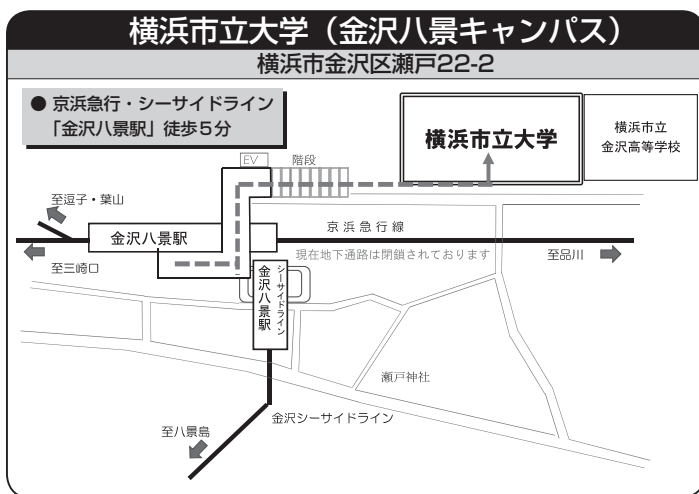 横浜市立大学（金沢八景キャンパス）
横浜市金沢区瀬戸22-2
● 京浜急行・シーサイドライン
「金沢八景駅」徒歩５分
横浜市立大学
横浜市立
金沢高等学校
EV
階段
至逗子・葉山
金沢八景駅
京浜急行線
現在地下通路は閉鎖されております
至品川
至三崎口
シーサイドライン
金沢八景駅
瀬戸神社
金沢シーサイドライン
至八景島